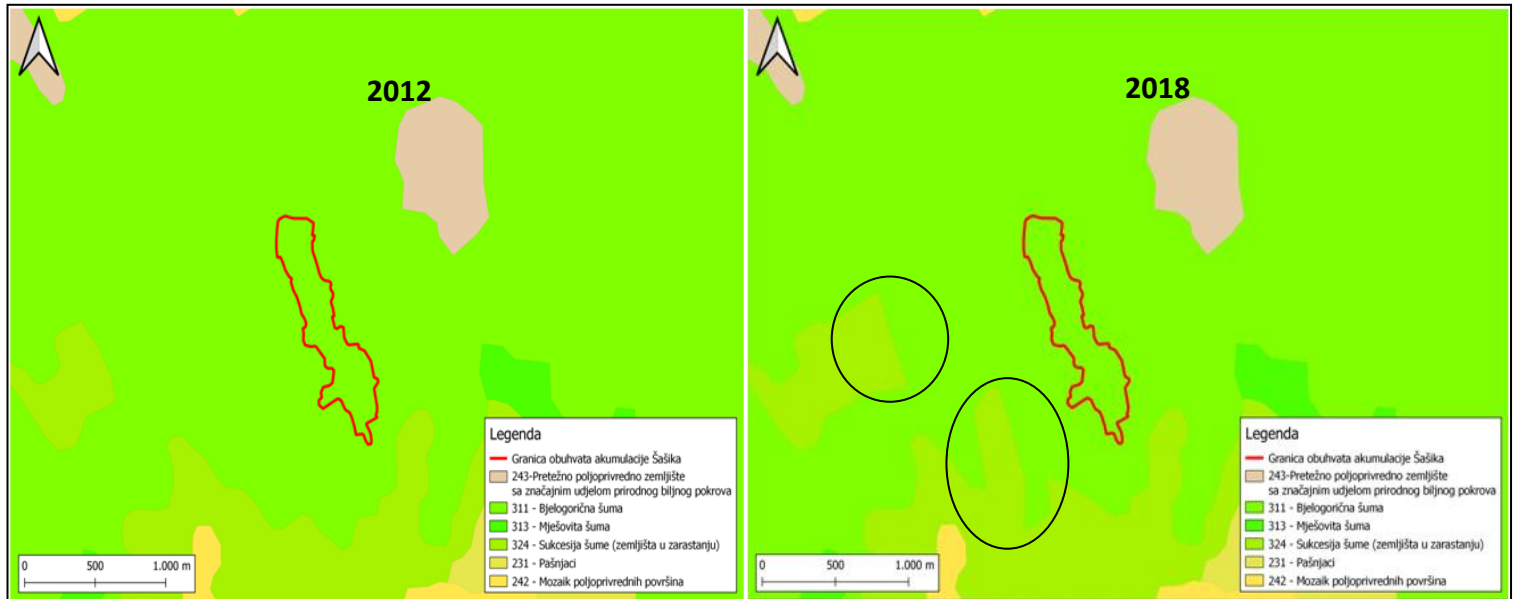 2012
Legenda
Granica obuhvata akumulacije Šašika
243-Pretežno poljoprivredno zemljište
sa značajnim udjelom prirodnog biljnog pokrova
311 - Bjelogorična šuma
313 - Mješovita šuma
324 - Sukcesija šume (zemljišta u zarastanju)
231 - Pašnjaci
242 - Mozaik poljoprivrednih površina
0 500 1.000 m
2018
Legenda
Granica obuhvata akumulacije Šašika
243-Pretežno poljoprivredno zemljište
sa značajnim udjelom prirodnog biljnog pokrova
311 - Bjelogorična šuma
313 - Mješovita šuma
324 - Sukcesija šume (zemljišta u zarastanju)
231 - Pašnjaci
242 - Mozaik poljoprivrednih površina
0 500 1.000 m